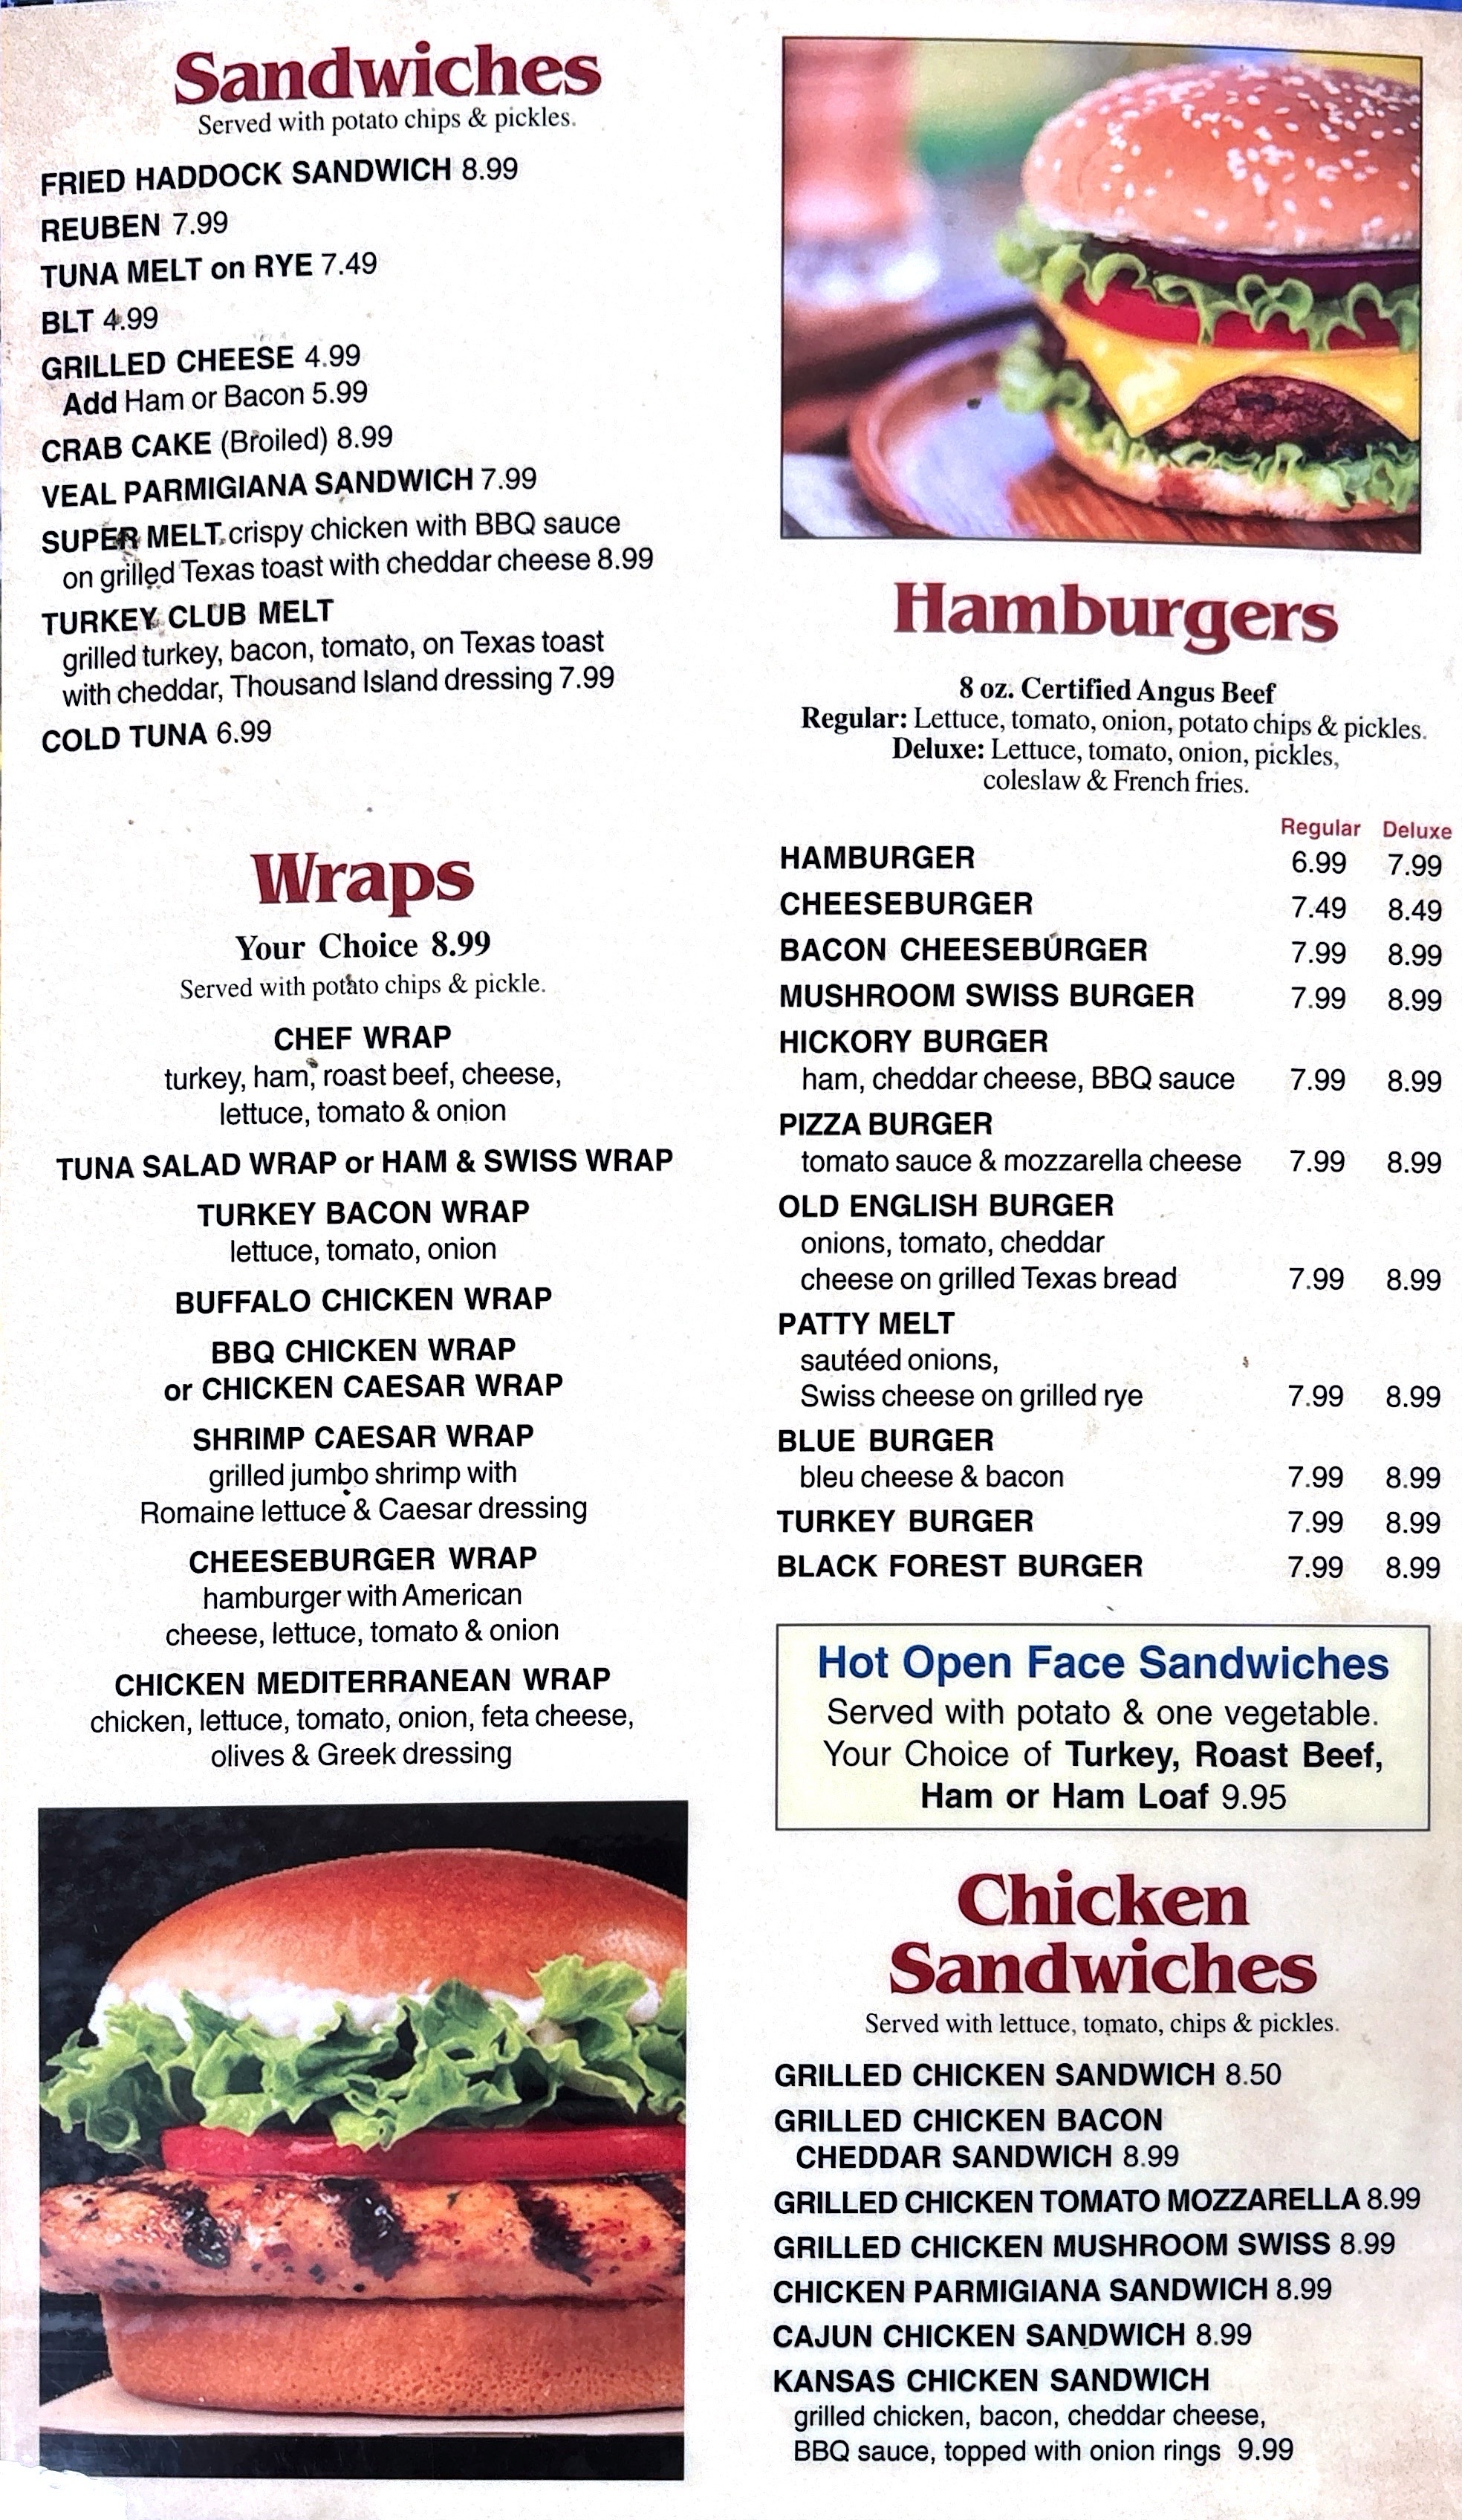 Sandwiches
Served with potato chips & pickles.
FRIED HADDOCK SANDWICH 8.99
REUBEN 7.99
TUNA MELT on RYE 7.49
BLT 4.99
GRILLED CHEESE 4.99
Add Ham or Bacon 5.99
CRAB CAKE (Broiled) 8.99
VEAL PARMIGIANA SANDWICH 7.99
SUPER MELT crispy chicken with BBQ sauce
on grilled Texas toast with cheddar cheese 8.99
TURKEY CLUB MELT
grilled turkey, bacon, tomato, on Texas toast
with cheddar, Thousand Island dressing 7.99
COLD TUNA 6.99
Wraps
Your Choice 8.99
Served with potato chips & pickle.
CHEF WRAP
turkey, ham, roast beef, cheese,
lettuce, tomato & onion
TUNA SALAD WRAP or HAM & SWISS WRAP
TURKEY BACON WRAP
lettuce, tomato, onion
BUFFALO CHICKEN WRAP
BBQ CHICKEN WRAP
or CHICKEN CAESAR WRAP
SHRIMP CAESAR WRAP
grilled jumbo shrimp with
Romaine lettuce & Caesar dressing
CHEESEBURGER WRAP
hamburger with American
cheese, lettuce, tomato & onion
CHICKEN MEDITERRANEAN WRAP
chicken, lettuce, tomato, onion, feta cheese,
olives & Greek dressing
Hamburgers
8 oz. Certified Angus Beef
Regular: Lettuce, tomato, onion, potato chips & pickles.
Deluxe: Lettuce, tomato, onion, pickles,
coleslaw & French fries.
Regular Deluxe
HAMBURGER 6.99 7.99
CHEESEBURGER 7.49 8.49
BACON CHEESEBURGER 7.99 8.99
MUSHROOM SWISS BURGER 7.99 8.99
HICKORY BURGER
ham, cheddar cheese, BBQ sauce 7.99 8.99
PIZZA BURGER
tomato sauce & mozzarella cheese 7.99 8.99
OLD ENGLISH BURGER
onions, tomato, cheddar
cheese on grilled Texas bread 7.99 8.99
PATTY MELT
sautéed onions,
Swiss cheese on grilled rye 7.99 8.99
BLUE BURGER
bleu cheese & bacon 7.99 8.99
TURKEY BURGER 7.99 8.99
BLACK FOREST BURGER 7.99 8.99
Hot Open Face Sandwiches
Served with potato & one vegetable.
Your Choice of Turkey, Roast Beef,
Ham or Ham Loaf 9.95
Chicken
Sandwiches
Served with lettuce, tomato, chips & pickles.
GRILLED CHICKEN SANDWICH 8.50
GRILLED CHICKEN BACON
CHEDDAR SANDWICH 8.99
GRILLED CHICKEN TOMATO MOZZARELLA 8.99
GRILLED CHICKEN MUSHROOM SWISS 8.99
CHICKEN PARMIGIANA SANDWICH 8.99
CAJUN CHICKEN SANDWICH 8.99
KANSAS CHICKEN SANDWICH
grilled chicken, bacon, cheddar cheese,
BBQ sauce, topped with onion rings 9.99